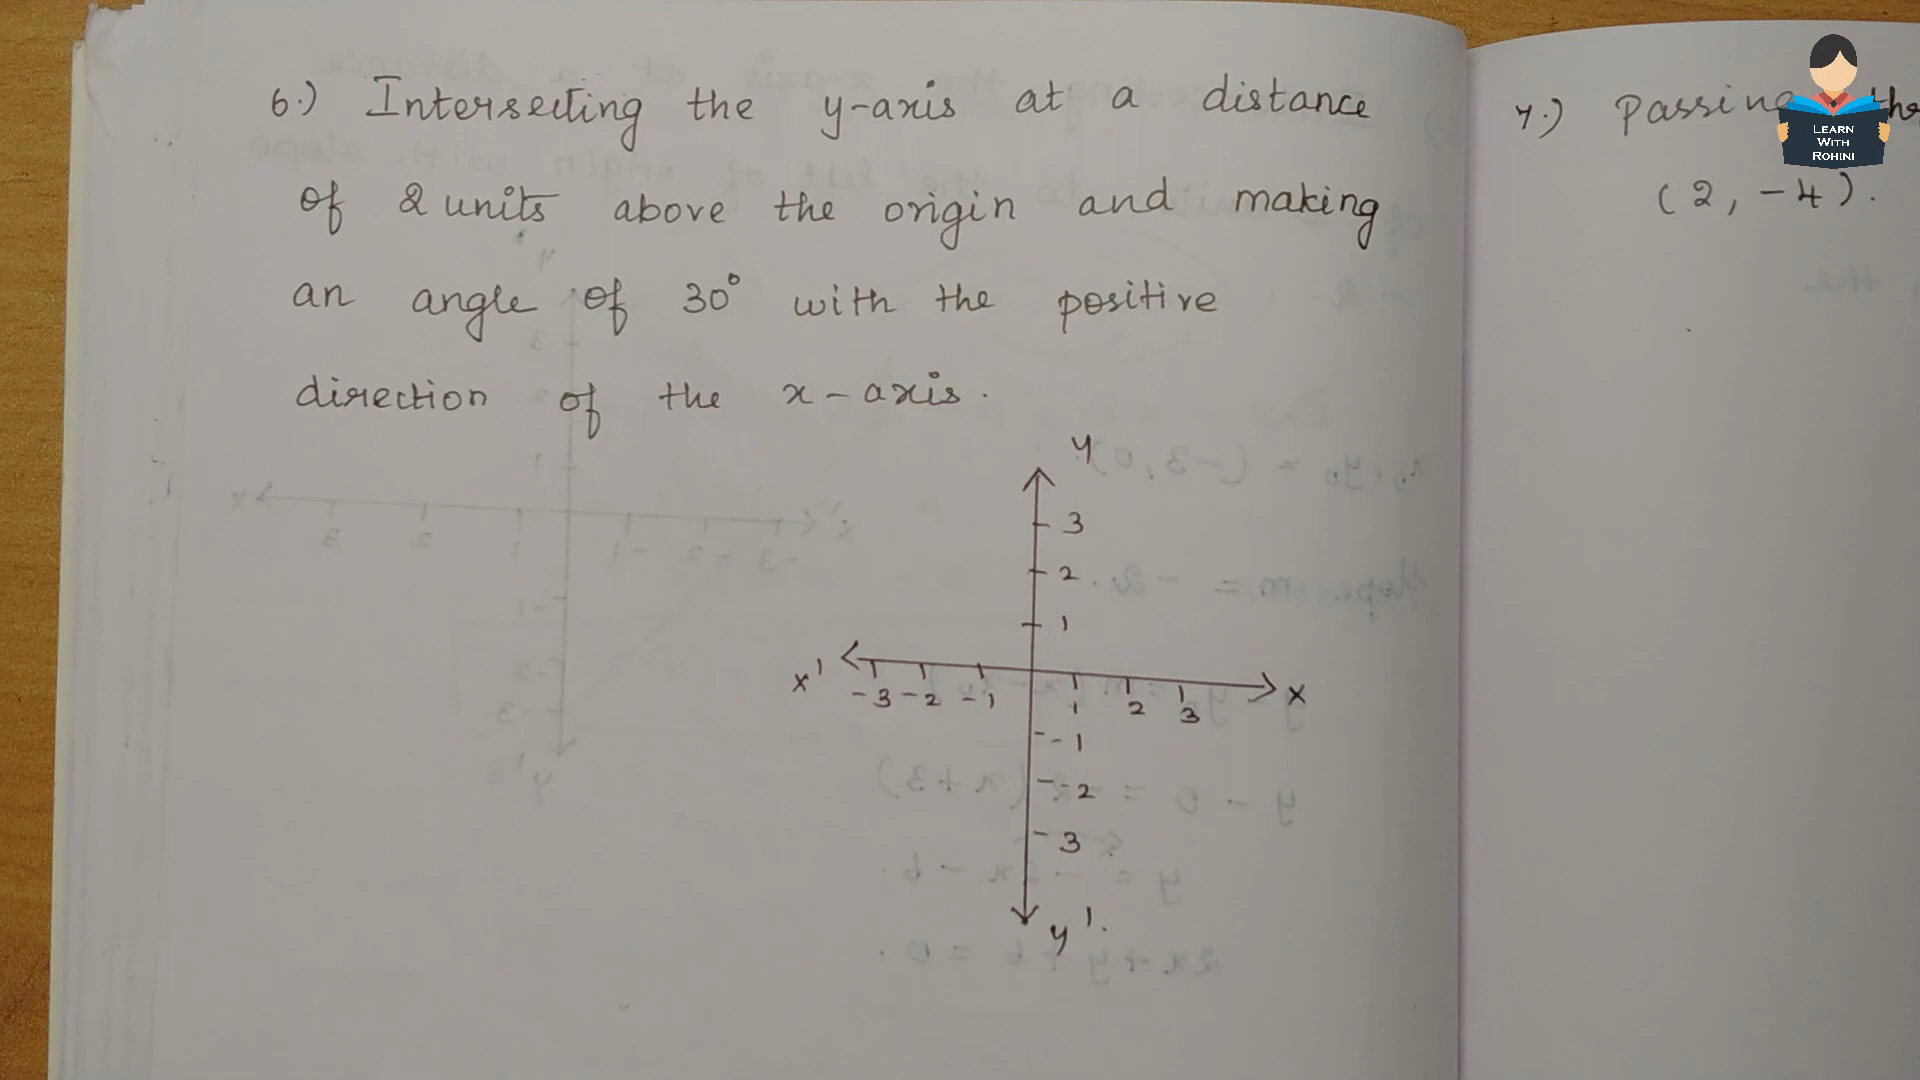 6.) Intersecting the y-axis at a distance
of 2 units above the origin and making
an angle of 30° with the positive
direction of the x-axis.
Y
3
2
1
X' -3 -2 -1 1 2 3 X
-1
-2
-3
Y'.
7.) Passing
(2, -4).
LEARN
With
ROHINI